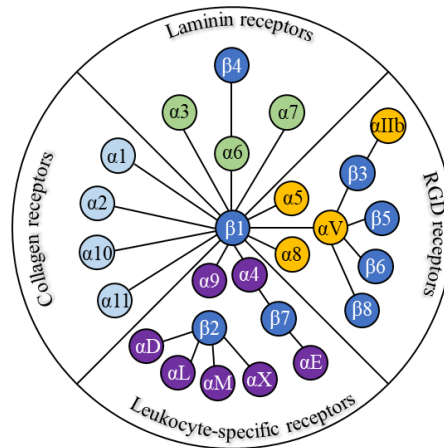 Laminin receptors
β4
α3
α7
α6
αIIb
α1
β3
α2
α5
β5
β1
αV
α10
α8
β6
α9
α4
α11
β8
β2
β7
αD
αE
αL
αM
αX
Collagen receptors
RGD receptors
Leukocyte-specific receptors